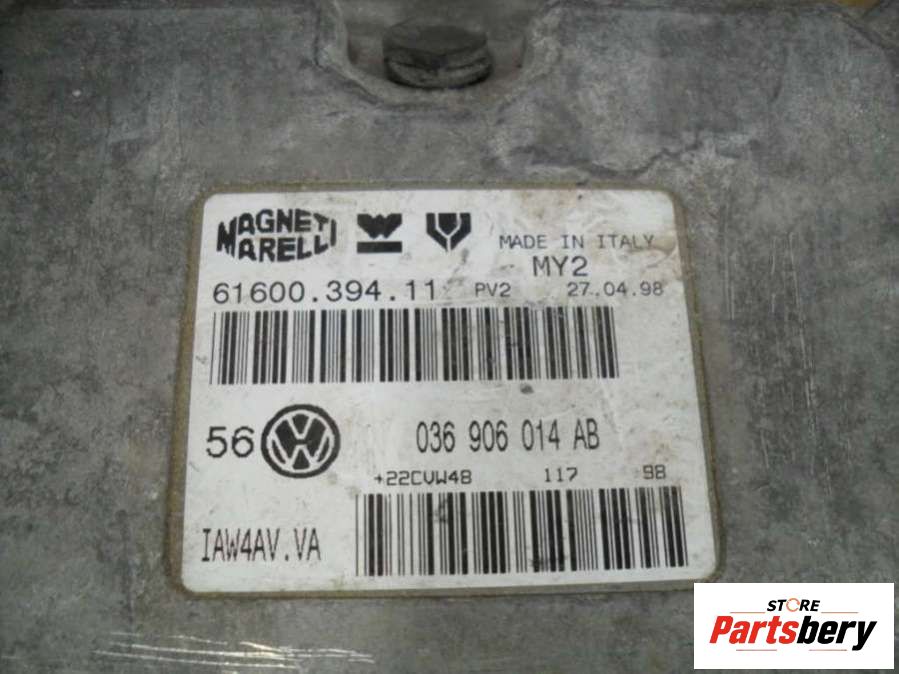 MAGNETI
MARELLI
MADE IN ITALY
MY2
61600.394.11 PV2 27.04.98
56 036 906 014 AB
+22CVW48 117 98
IAW4AV.VA
STORE
Partsbery